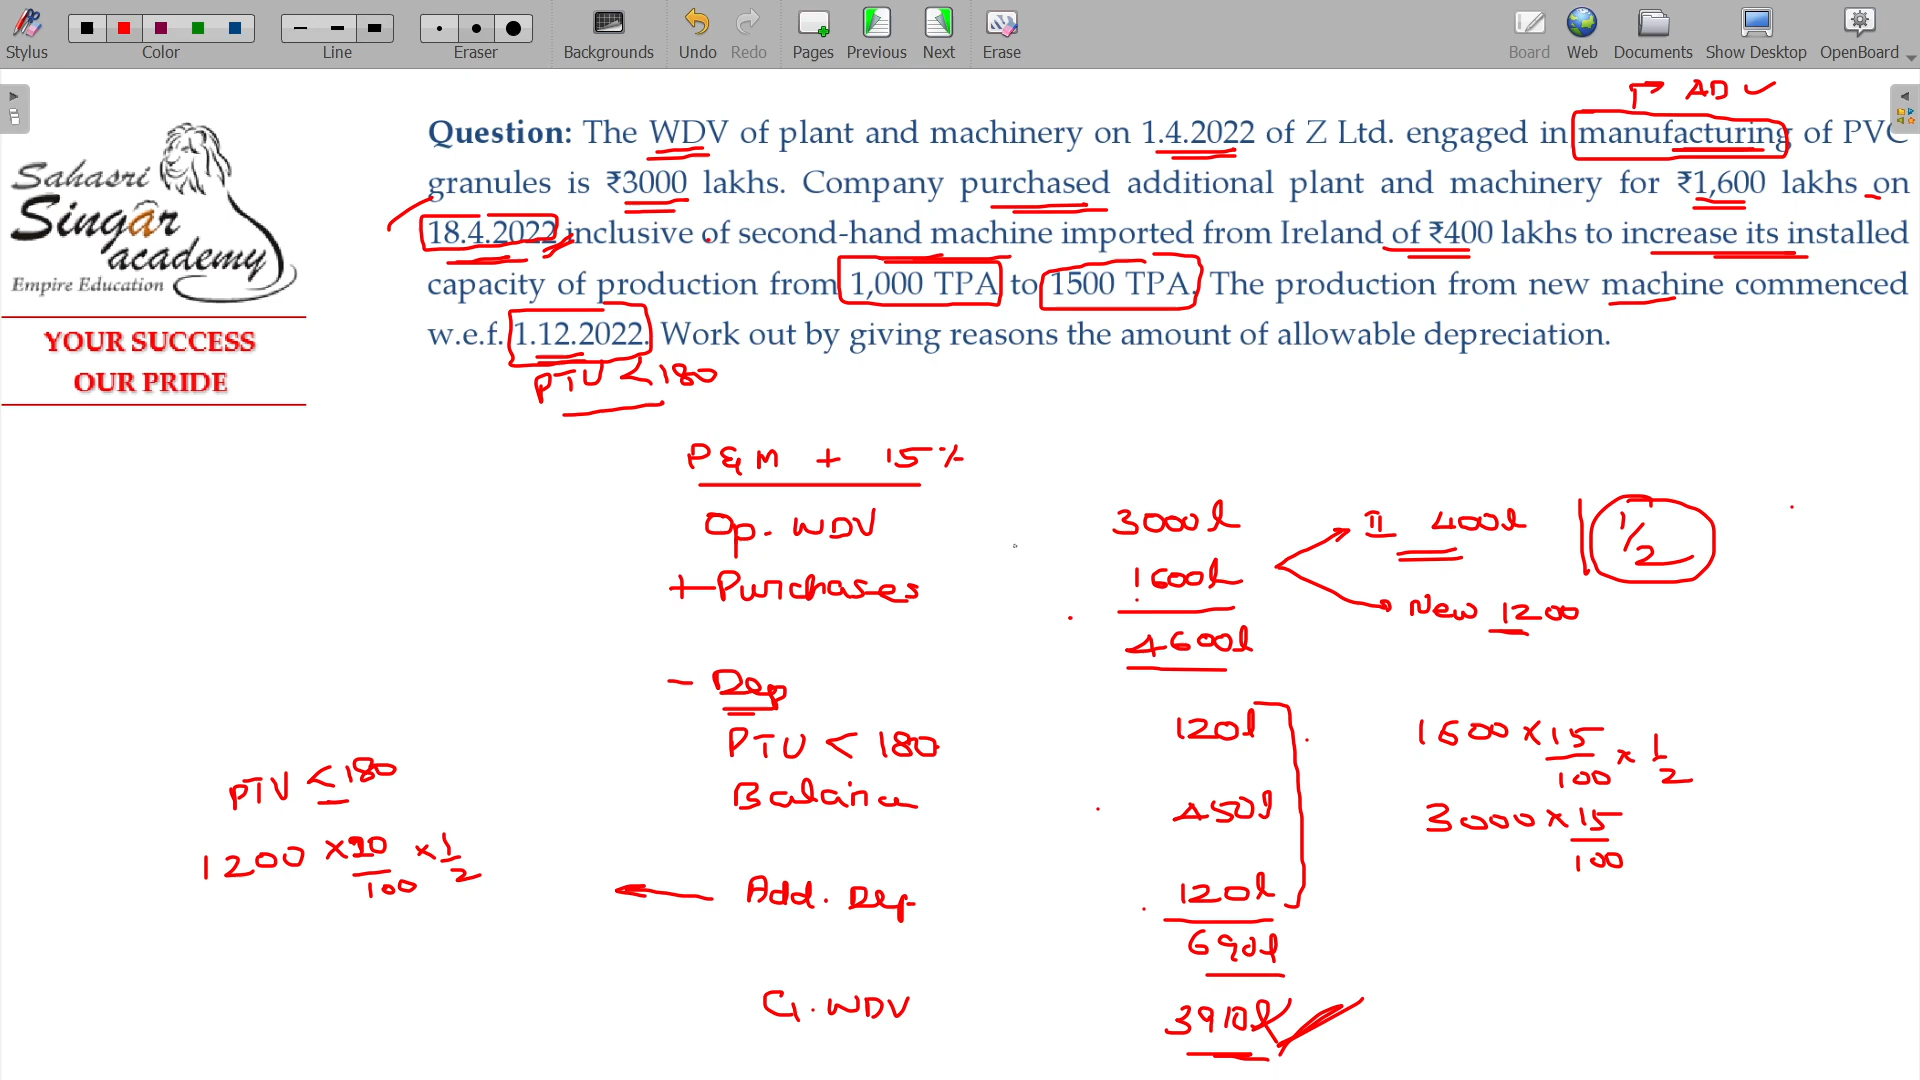 Stylus Color Line Eraser Backgrounds Undo Redo Pages Previous Next Erase Board Web Documents Show Desktop OpenBoard
AD ✓
Sahasri
Singar
academy
Empire Education
YOUR SUCCESS
OUR PRIDE
Question: The WDV of plant and machinery on 1.4.2022 of Z Ltd. engaged in manufacturing of PVC
granules is ₹3000 lakhs. Company purchased additional plant and machinery for ₹1,600 lakhs on
18.4.2022 inclusive of second-hand machine imported from Ireland of ₹400 lakhs to increase its installed
capacity of production from 1,000 TPA to 1500 TPA. The production from new machine commenced
w.e.f. 1.12.2022. Work out by giving reasons the amount of allowable depreciation.
PTU < 180
P&M + 15%
Op. WDV 3000l II 400l 1/2
+ Purchases 1600l New 1200
4600l
- Dep
PTU < 180 120l 1600 × 15/100 × 1/2
Balance 450l 3000 × 15/100
PTU < 180
1200 × 20/100 × 1/2
Add. Dep 120l
690l
Cl. WDV 3910l